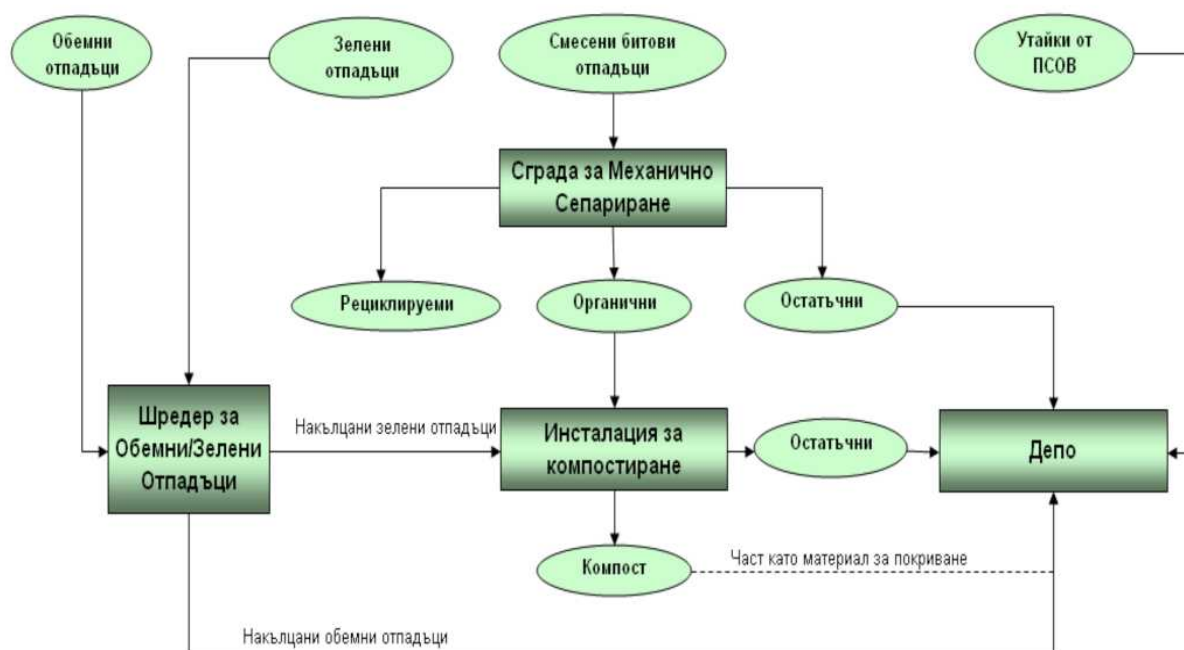 Обемни
отпадъци
Зелени
отпадъци
Смесени битови
отпадъци
Утайки от
ПСОВ
Сграда за Механично
Сепариране
Рециклируеми
Органични
Остатъчни
Шредер за
Обемни/Зелени
Отпадъци
Накълцани зелени отпадъци
Инсталация за
компостиране
Остатъчни
Депо
Компост
Част като материал за покриване
Накълцани обемни отпадъци